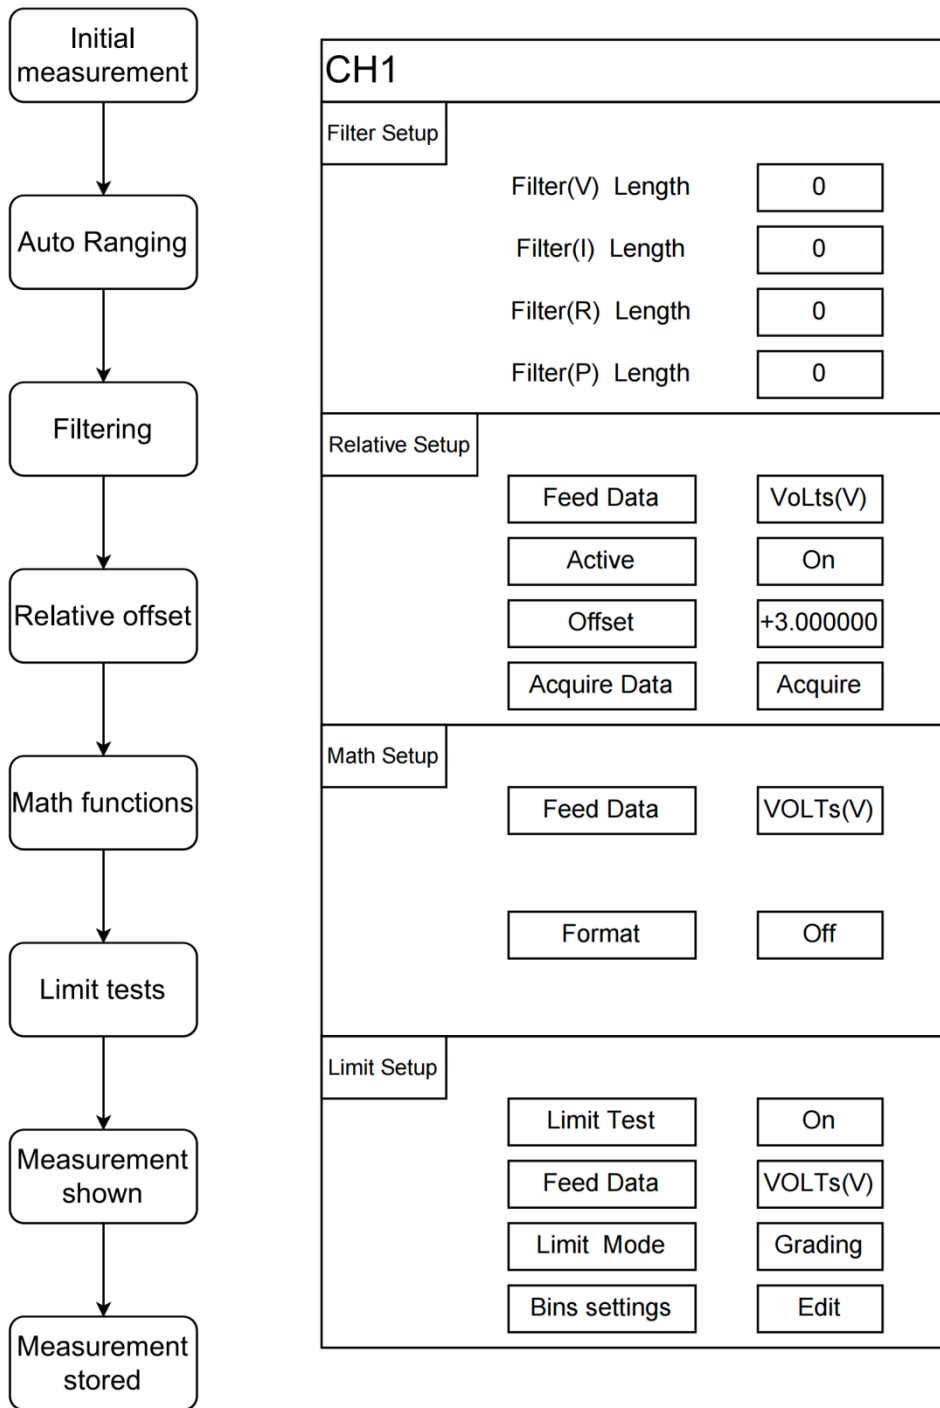 Initial
measurement
Auto Ranging
Filtering
Relative offset
Math functions
Limit tests
Measurement
shown
Measurement
stored
CH1
Filter Setup
Filter(V) Length 0
Filter(I) Length 0
Filter(R) Length 0
Filter(P) Length 0
Relative Setup
Feed Data VoLts(V)
Active On
Offset +3.000000
Acquire Data Acquire
Math Setup
Feed Data VOLTs(V)
Format Off
Limit Setup
Limit Test On
Feed Data VOLTs(V)
Limit Mode Grading
Bins settings Edit